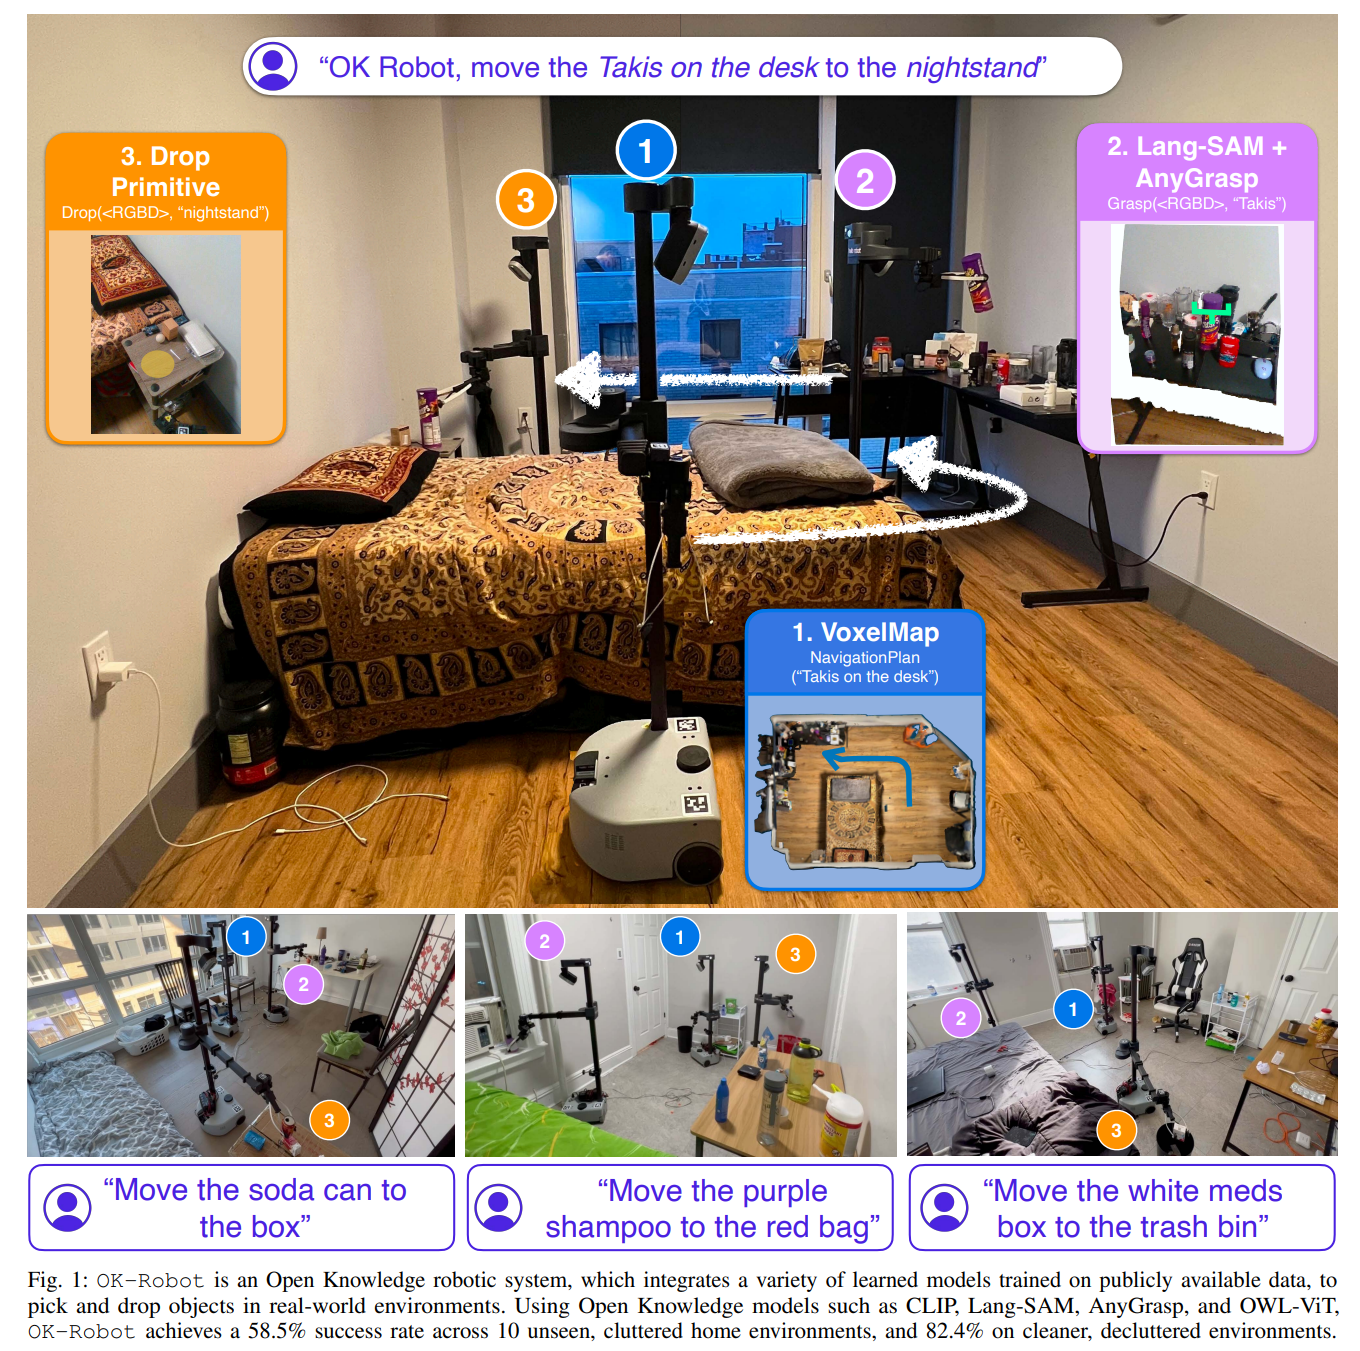 “OK Robot, move the Takis on the desk to the nightstand”
1
2
3
3. Drop
Primitive
Drop(<RGBD>, “nightstand”)
2. Lang-SAM +
AnyGrasp
Grasp(<RGBD>, “Takis”)
1. VoxelMap
NavigationPlan
(“Takis on the desk”)
1
2
3
2
1
3
2
1
3
“Move the soda can to
the box”
“Move the purple
shampoo to the red bag”
“Move the white meds
box to the trash bin”
Fig. 1: OK-Robot is an Open Knowledge robotic system, which integrates a variety of learned models trained on publicly available data, to
pick and drop objects in real-world environments. Using Open Knowledge models such as CLIP, Lang-SAM, AnyGrasp, and OWL-ViT,
OK-Robot achieves a 58.5% success rate across 10 unseen, cluttered home environments, and 82.4% on cleaner, decluttered environments.